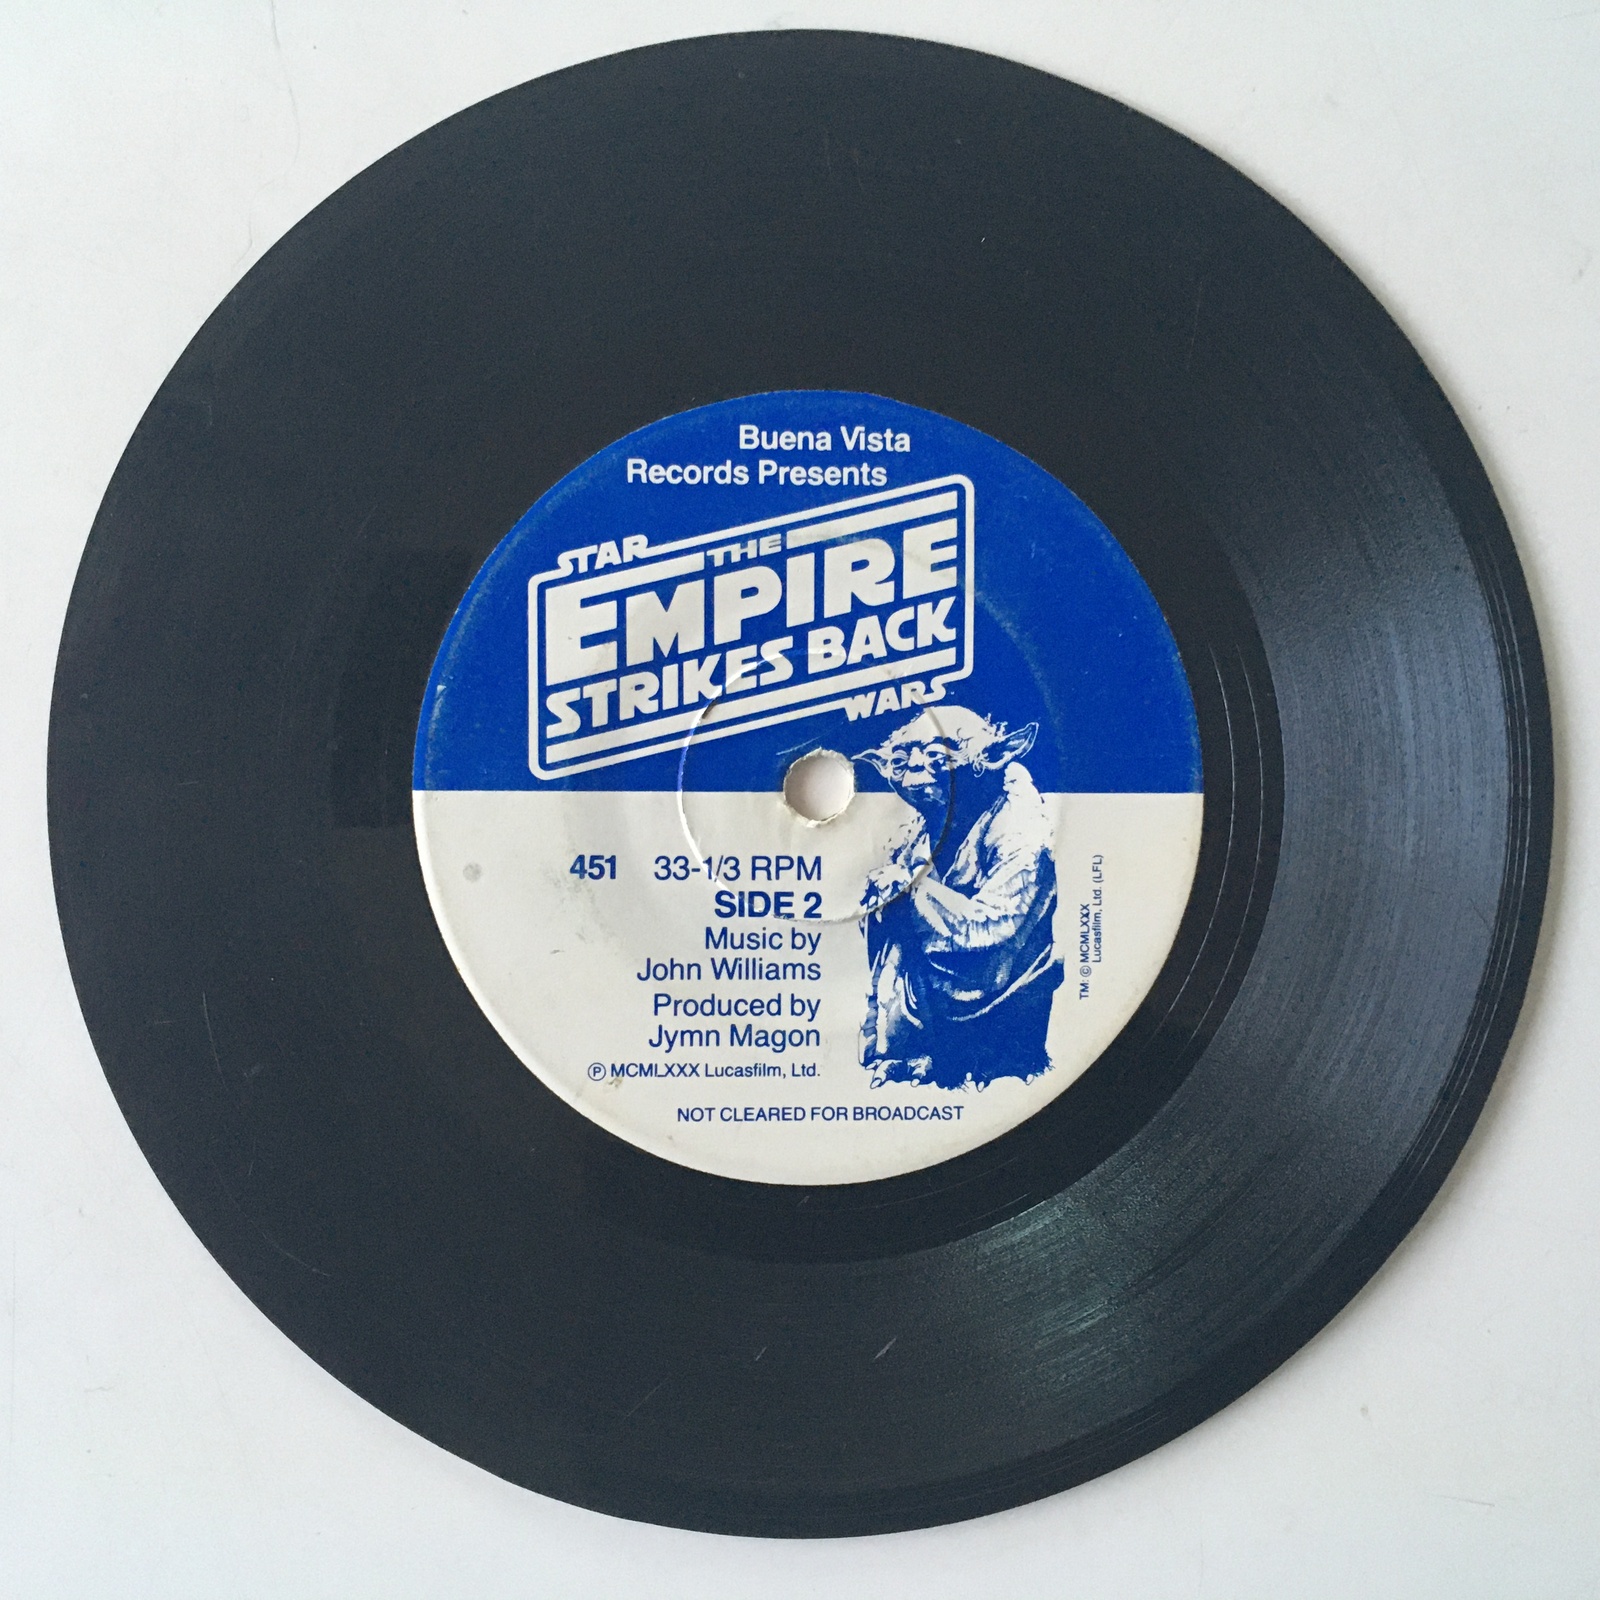 Buena Vista
Records Presents
STAR
THE
EMPIRE
STRIKES BACK
WARS
451 33-1/3 RPM
SIDE 2
Music by
John Williams
Produced by
Jymn Magon
Ⓟ MCMLXXX Lucasfilm, Ltd.
NOT CLEARED FOR BROADCAST
TM: © MCMLXXX
Lucasfilm, Ltd. (LFL)